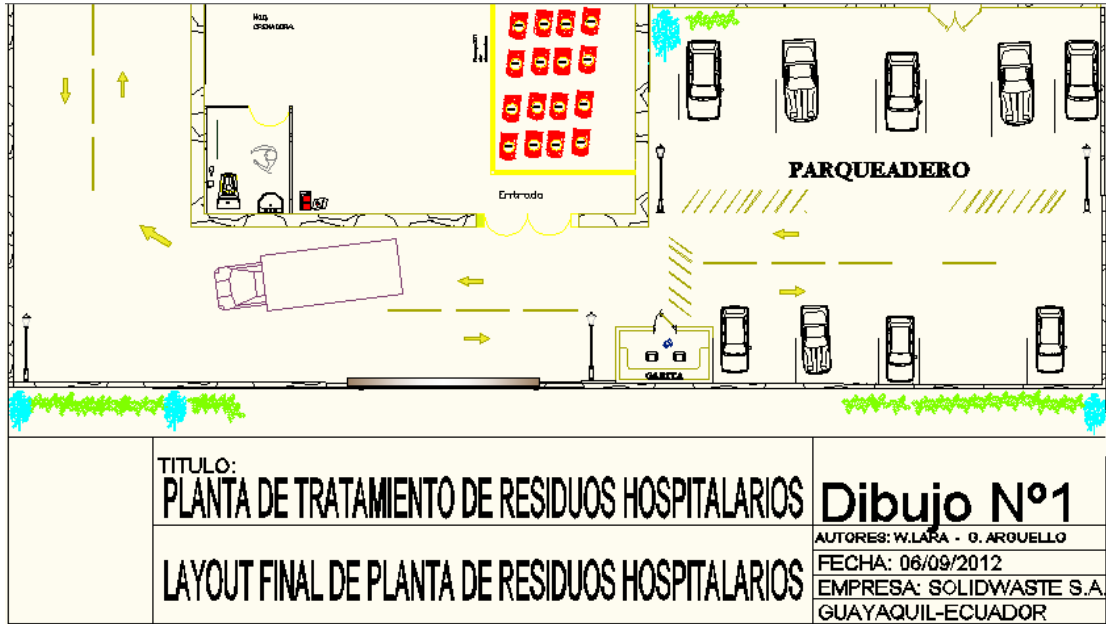 PARQUEADERO
Entrada
GARITA
TITULO:
PLANTA DE TRATAMIENTO DE RESIDUOS HOSPITALARIOS
LAYOUT FINAL DE PLANTA DE RESIDUOS HOSPITALARIOS
Dibujo Nº1
AUTORES: W.LARA - G. ARGUELLO
FECHA: 06/09/2012
EMPRESA: SOLIDWASTE S.A.
GUAYAQUIL-ECUADOR